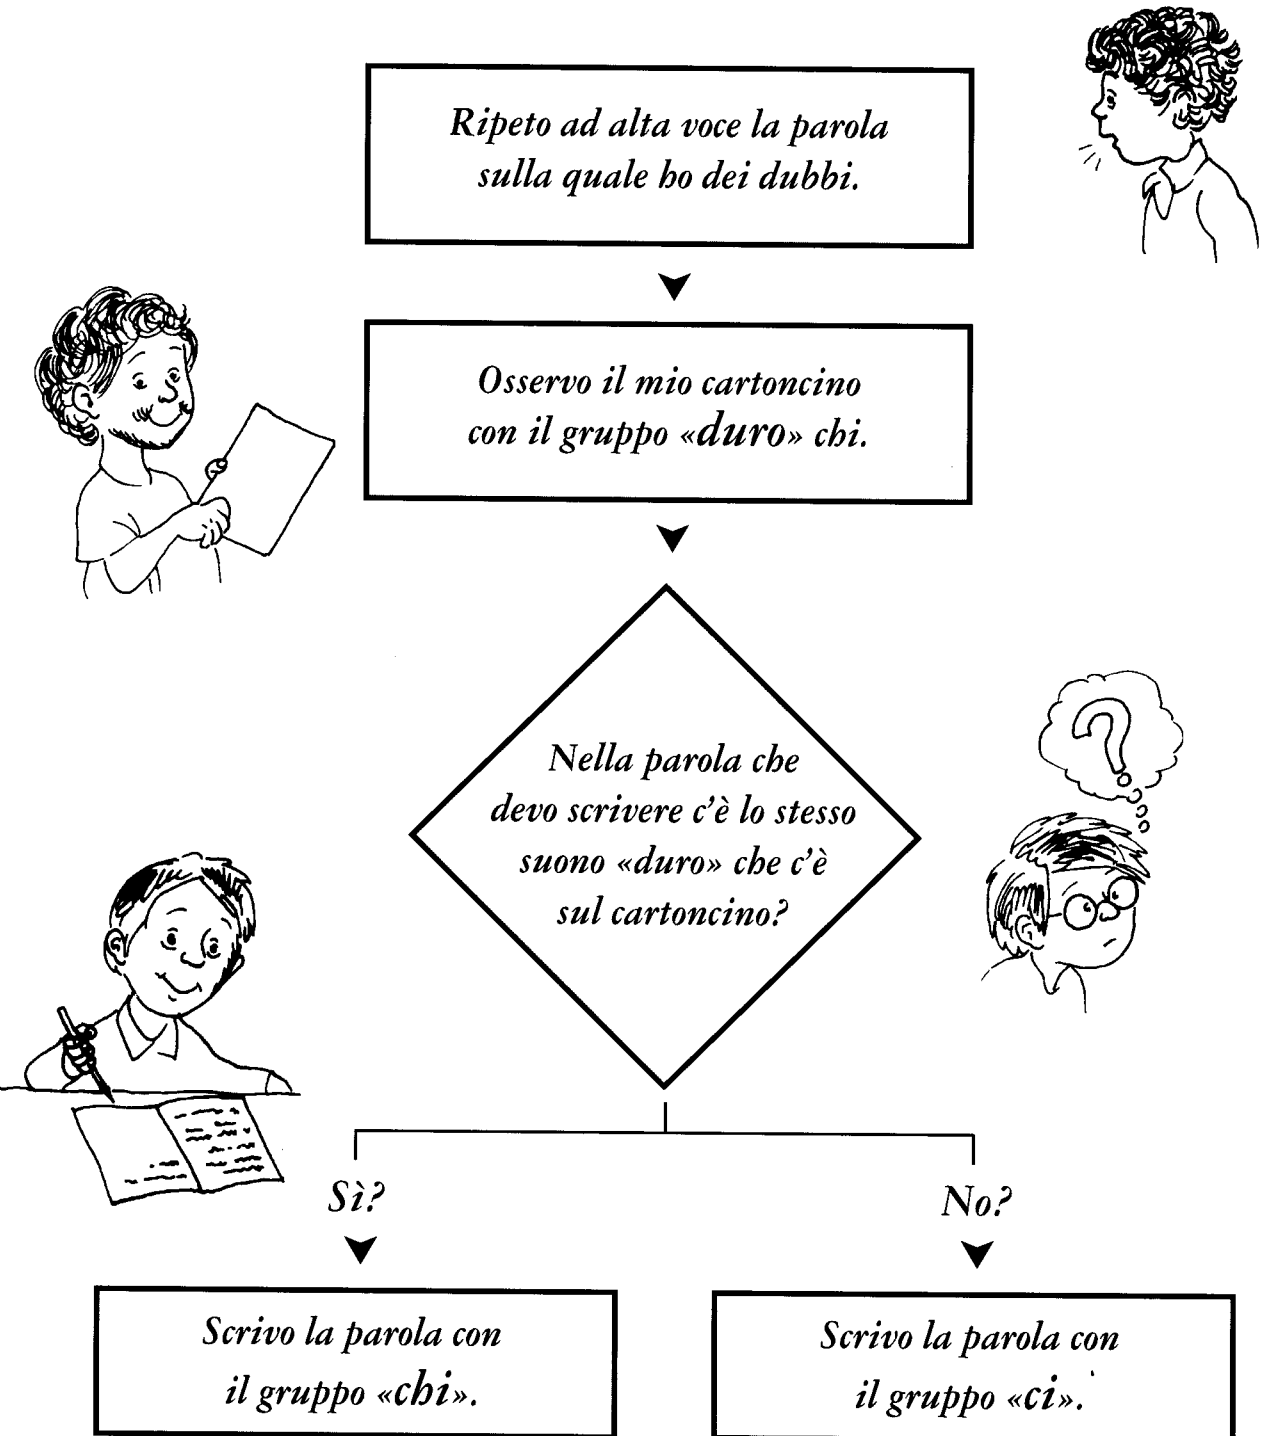 Ripeto ad alta voce la parola
sulla quale ho dei dubbi.
Osservo il mio cartoncino
con il gruppo «duro» chi.
Nella parola che
devo scrivere c'è lo stesso
suono «duro» che c'è
sul cartoncino?
Sì?
No?
Scrivo la parola con
il gruppo «chi».
Scrivo la parola con
il gruppo «ci».